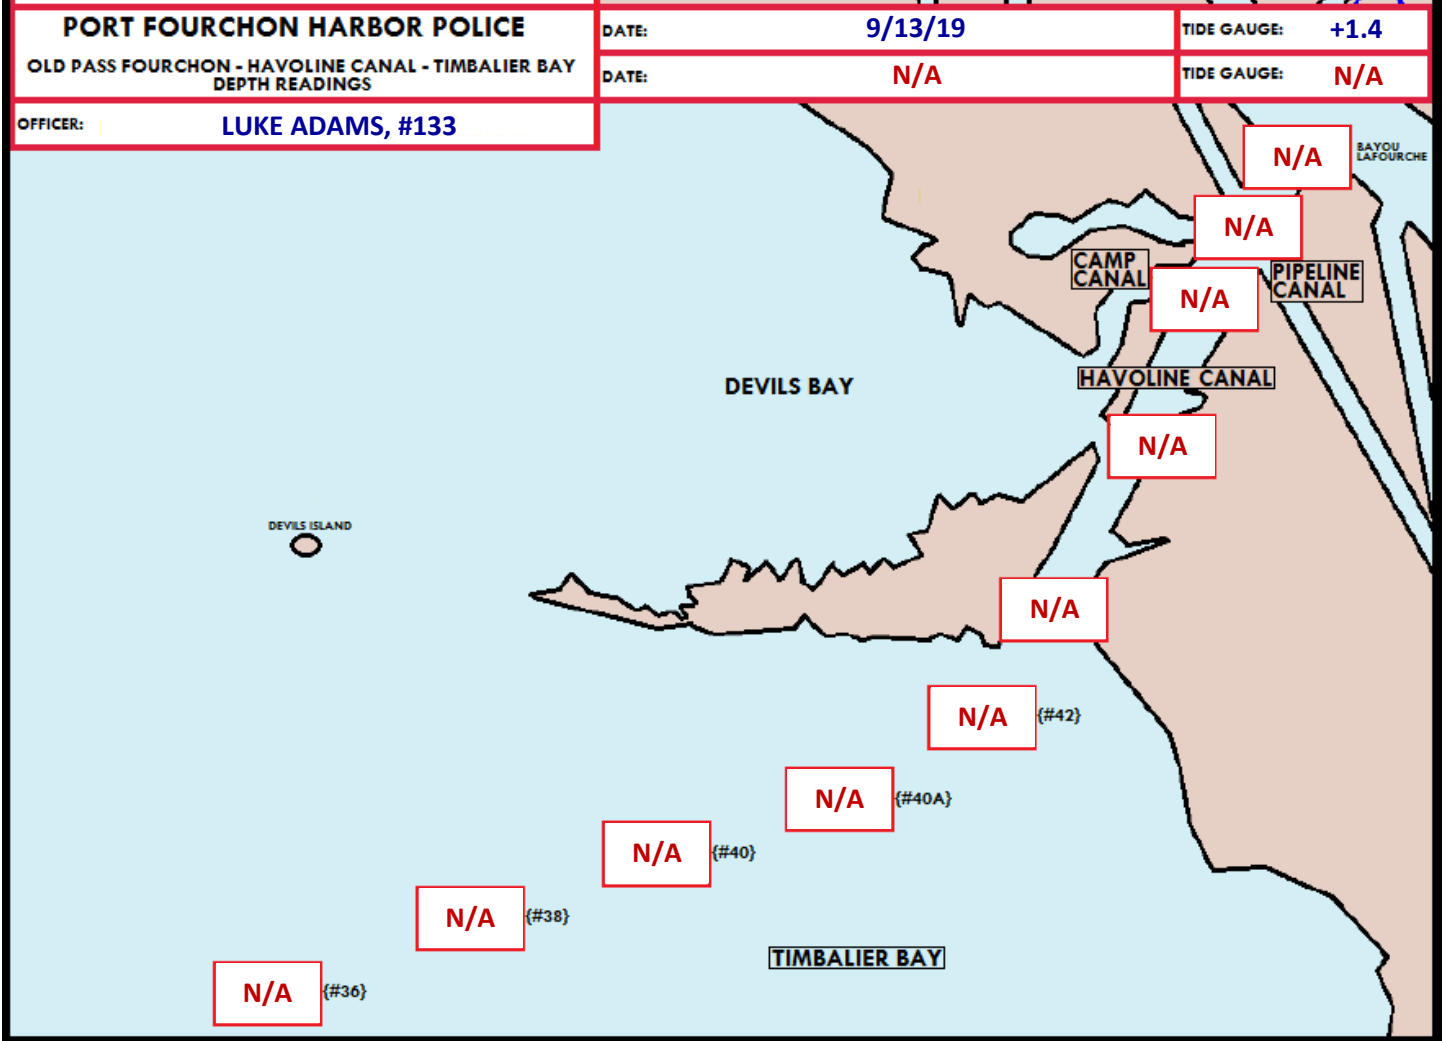 PORT FOURCHON HARBOR POLICE
OLD PASS FOURCHON - HAVOLINE CANAL - TIMBALIER BAY
DEPTH READINGS
DATE: 9/13/19 TIDE GAUGE: +1.4
DATE: N/A TIDE GAUGE: N/A
OFFICER: LUKE ADAMS, #133
N/A
BAYOU
LAFOURCHE
N/A
CAMP
CANAL
PIPELINE
CANAL
N/A
HAVOLINE CANAL
DEVILS BAY
N/A
DEVILS ISLAND
N/A
N/A {#42}
N/A {#40A}
N/A {#40}
N/A {#38}
TIMBALIER BAY
N/A {#36}